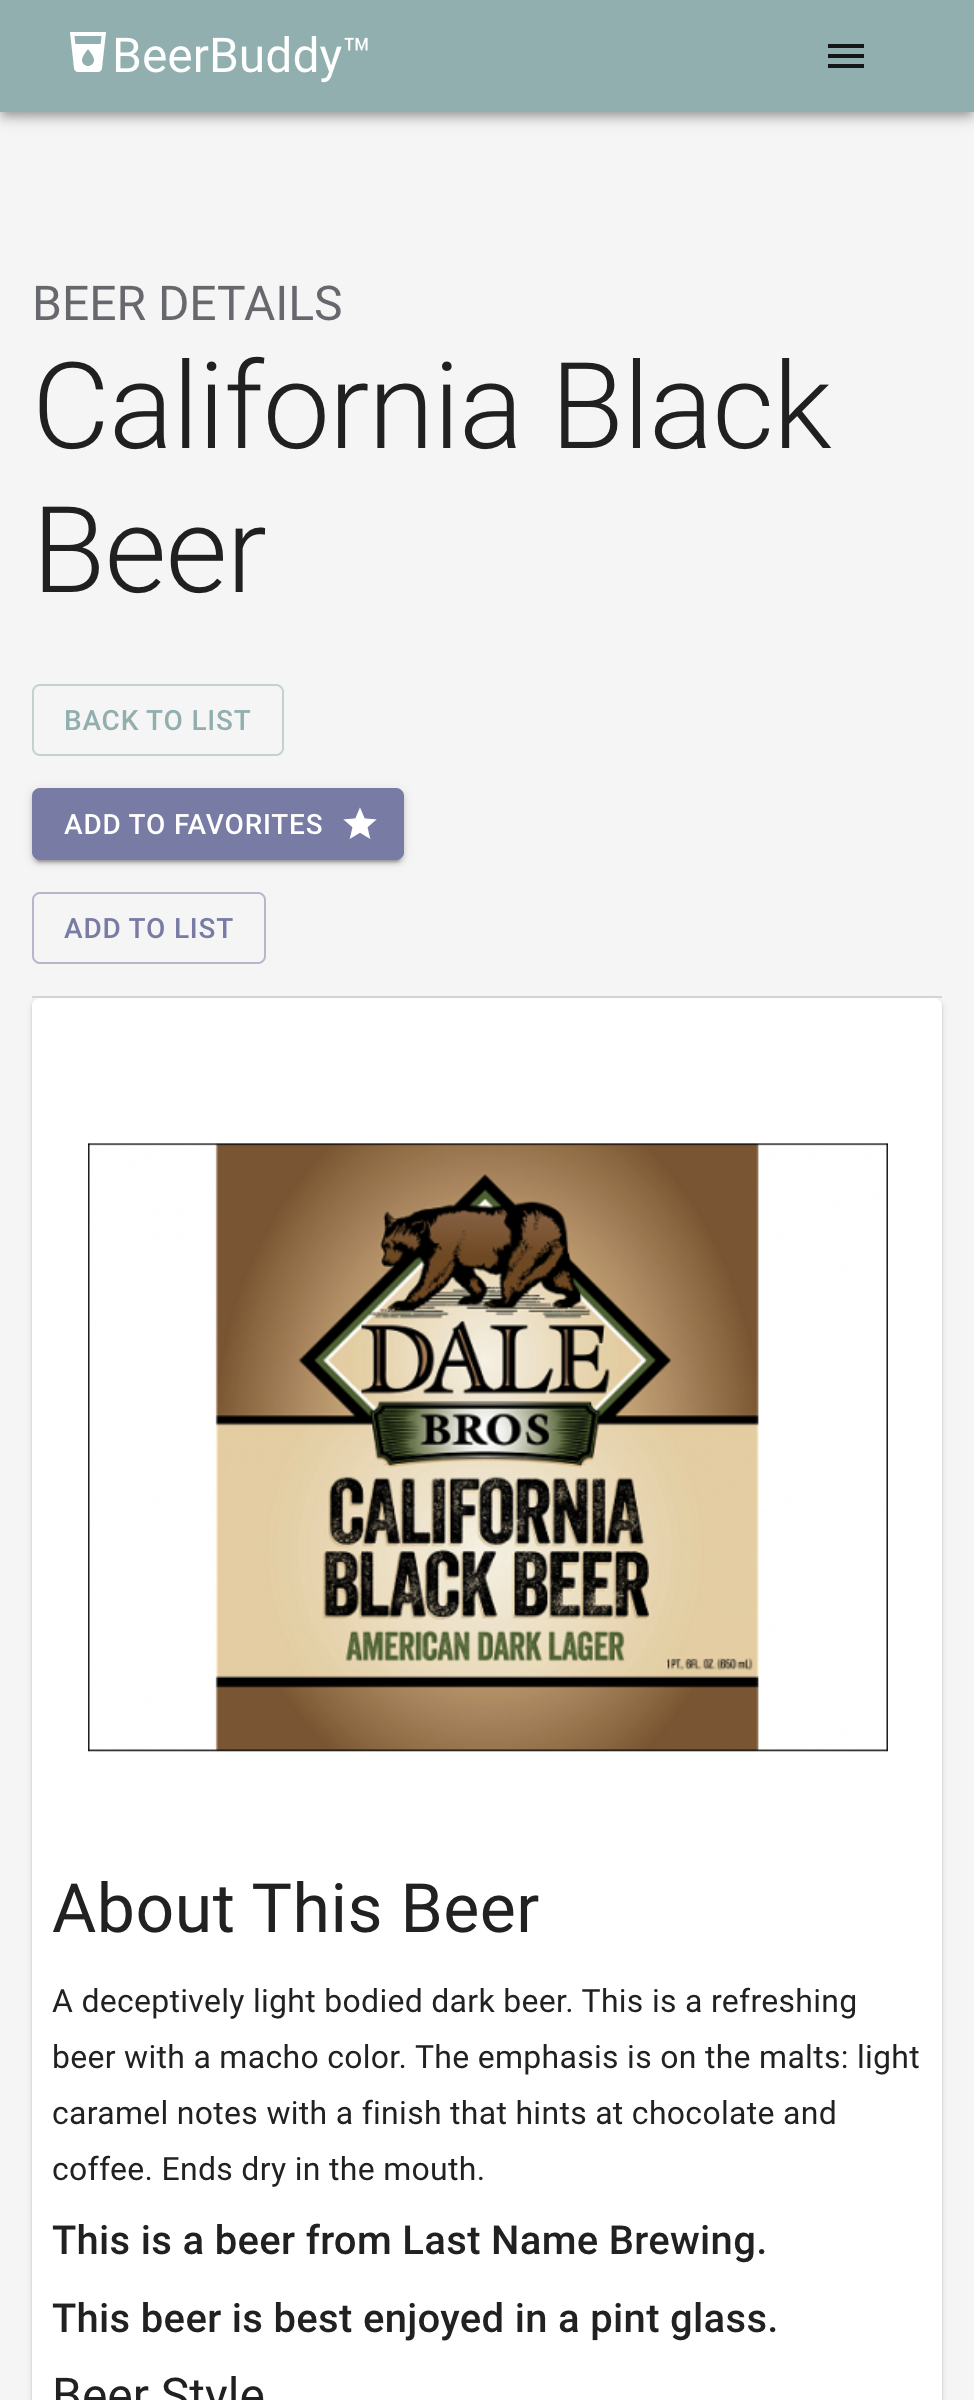 BeerBuddy™
BEER DETAILS
California Black
Beer
BACK TO LIST
ADD TO FAVORITES
ADD TO LIST
DALE
BROS
CALIFORNIA
BLACK BEER
AMERICAN DARK LAGER
1 PT. 6FL. OZ. (650 mL)
About This Beer
A deceptively light bodied dark beer. This is a refreshing
beer with a macho color. The emphasis is on the malts: light
caramel notes with a finish that hints at chocolate and
coffee. Ends dry in the mouth.
This is a beer from Last Name Brewing.
This beer is best enjoyed in a pint glass.
Beer Style